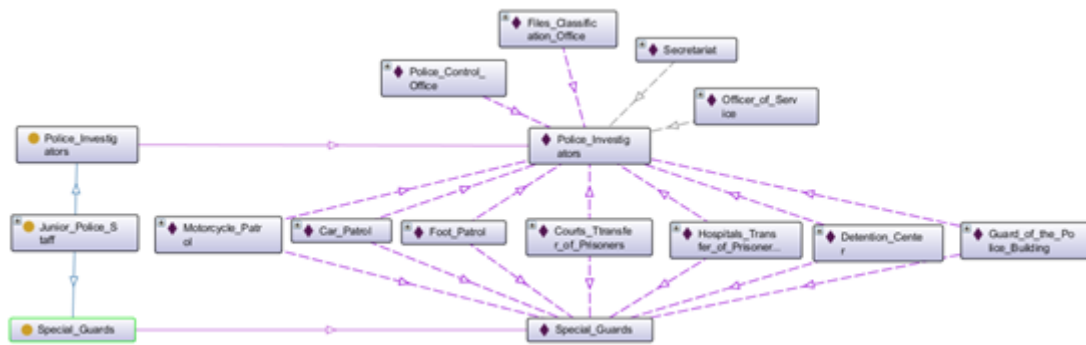 Files_Classific
ation_Office
Secretariat
Police_Control_
Office
Officer_of_Serv
ice
Police_Investig
ators
Police_Investig
ators
Junior_Police_S
taff
Motorcycle_Patr
ol
Car_Patrol
Foot_Patrol
Courts_Ttransfe
r_of_Prisoners
Hospitals_Trans
fer_of_Prisoner...
Detention_Cente
r
Guard_of_the_Po
lice_Building
Special_Guards
Special_Guards